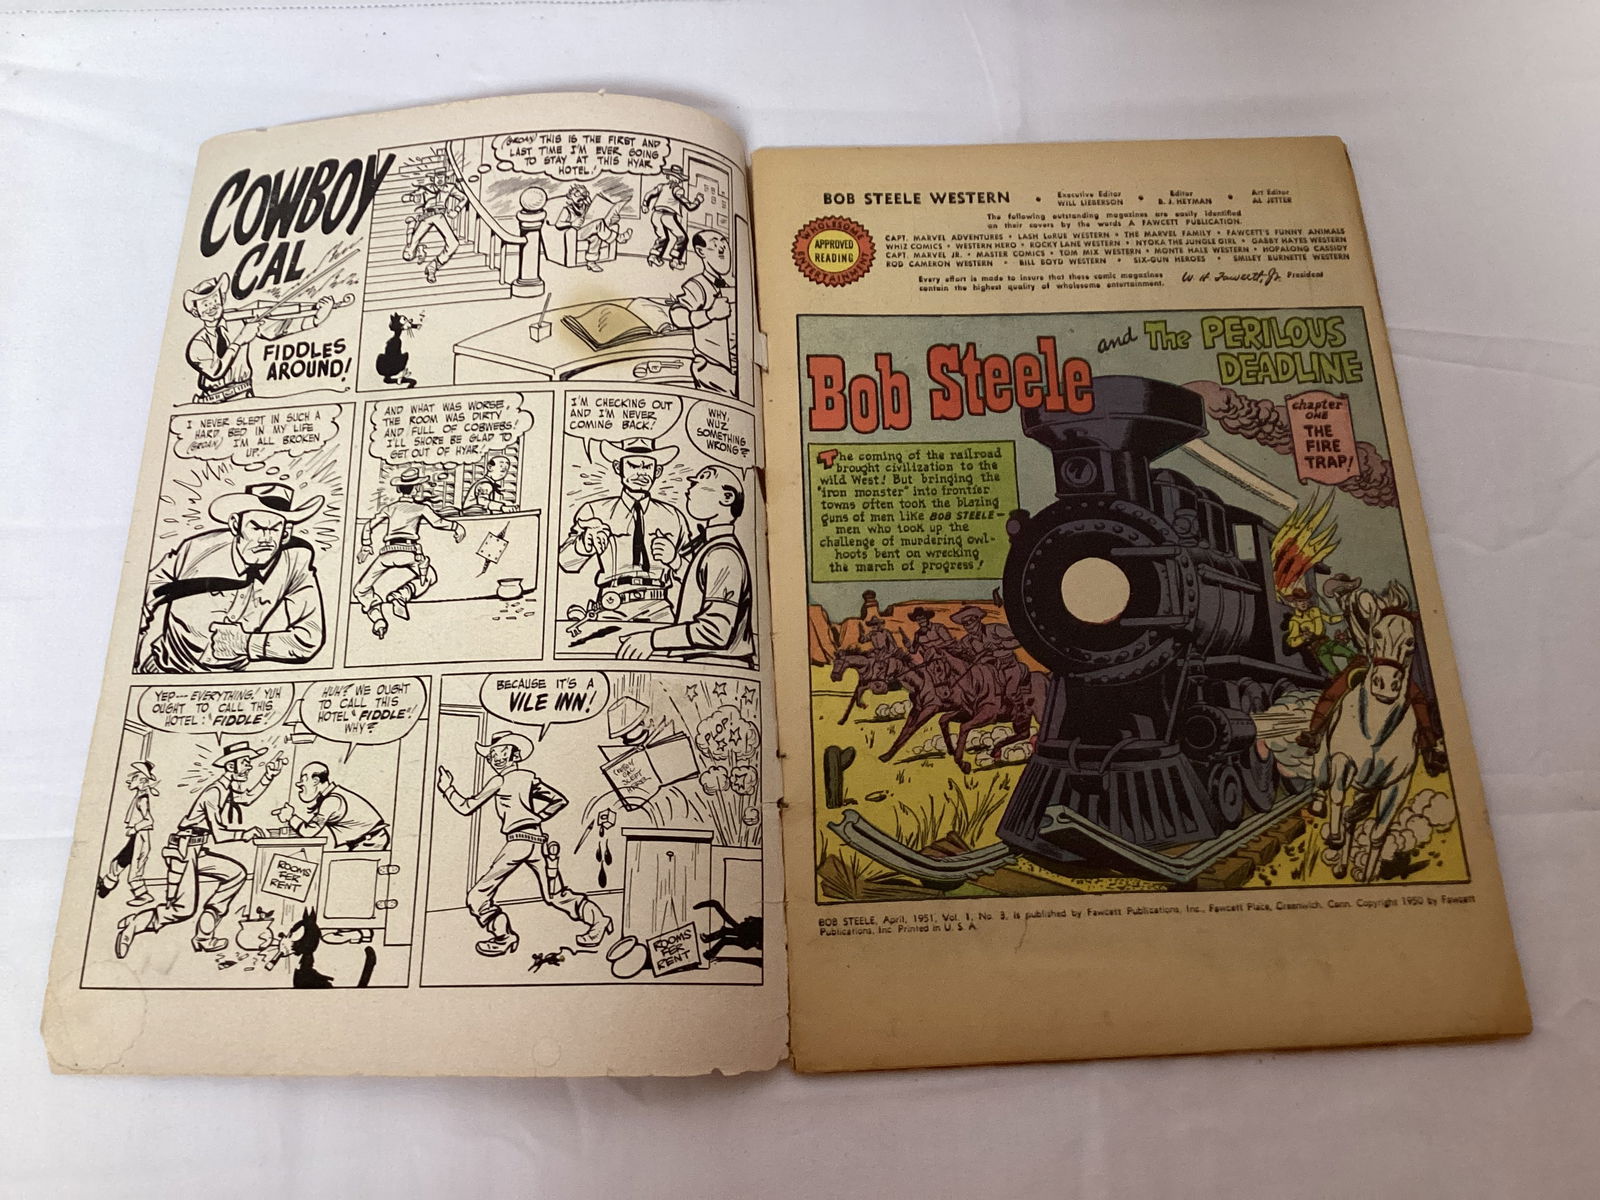 COWBOY
CAL
FIDDLES
AROUND!
(GROAN) THIS IS THE FIRST AND
LAST TIME I'M EVER GOING
TO STAY AT THIS HYAR
HOTEL!
I NEVER SLEPT IN SUCH A
HARD BED IN MY LIFE
(GROAN) I'M ALL BROKEN
UP!
AND WHAT WAS WORSE,
THE ROOM WAS DIRTY
AND FULL OF COBWEBS!
I'LL SHORE BE GLAD TO
GET OUT OF HYAR!
I'M CHECKING OUT
AND I'M NEVER
COMING BACK!
WHY,
WUZ
SOMETHING
WRONG?
YEP---EVERYTHING! YUH
OUGHT TO CALL THIS
HOTEL: "FIDDLE"!
HUH? WE OUGHT
TO CALL THIS
HOTEL "FIDDLE"!
WHY?
ROOMS
FER
RENT
BECAUSE IT'S A
VILE INN!
COWBOY
CAL
SLEPT
PLOP!
ROOMS
FER
RENT
BOB STEELE WESTERN • Executive Editor WILL LIEBERSON • Editor B. J. HEYMAN • Art Editor AL JETTER
The following outstanding magazines are easily identified
on their covers by the words A FAWCETT PUBLICATION.
WHOLESOME
APPROVED
READING
ENTERTAINMENT
CAPT. MARVEL ADVENTURES • LASH LaRUE WESTERN • THE MARVEL FAMILY • FAWCETT'S FUNNY ANIMALS
WHIZ COMICS • WESTERN HERO • ROCKY LANE WESTERN • NYOKA THE JUNGLE GIRL • GABBY HAYES WESTERN
CAPT. MARVEL JR. • MASTER COMICS • TOM MIX WESTERN • MONTE HALE WESTERN • HOPALONG CASSIDY
ROD CAMERON WESTERN • BILL BOYD WESTERN • SIX-GUN HEROES • SMILEY BURNETTE WESTERN
Every effort is made to insure that these comic magazines
contain the highest quality of wholesome entertainment.
W. H. Fawcett, Jr. President
Bob Steele and The PERILOUS
DEADLINE
chapter
ONE
THE
FIRE
TRAP!
The coming of the railroad
brought civilization to the
wild West! But bringing the
"iron monster" into frontier
towns often took the blazing
guns of men like BOB STEELE—
men who took up the
challenge of murdering owl-
hoots bent on wrecking
the march of progress!
BOB STEELE, April, 1951, Vol. 1, No. 3, is published by Fawcett Publications, Inc., Fawcett Place, Greenwich, Conn. Copyright 1950 by Fawcett
Publications, Inc. Printed in U. S. A.